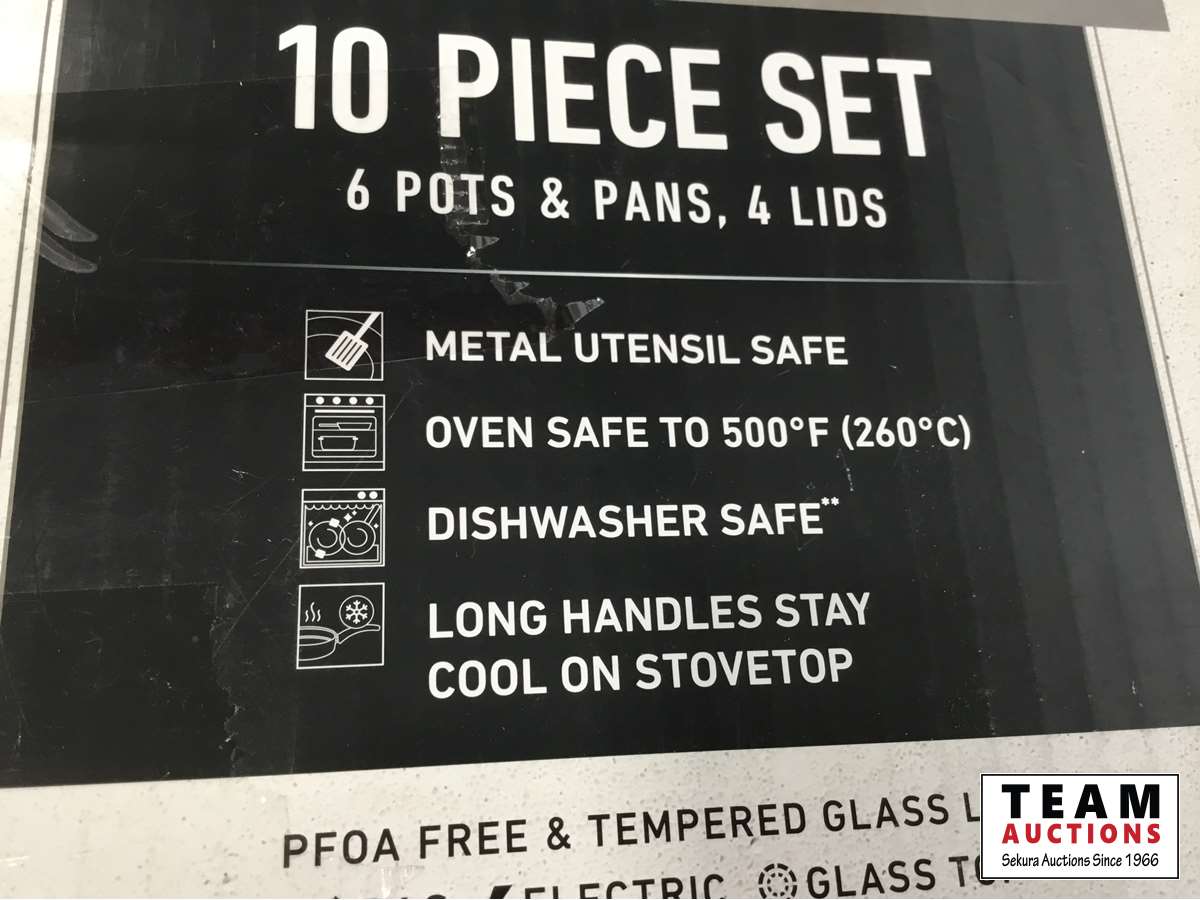 10 PIECE SET
6 POTS & PANS, 4 LIDS
METAL UTENSIL SAFE
OVEN SAFE TO 500°F (260°C)
DISHWASHER SAFE**
LONG HANDLES STAY
COOL ON STOVETOP
PFOA FREE & TEMPERED GLASS
ELECTRIC GLASS
TEAM
AUCTIONS
Sekura Auctions Since 1966